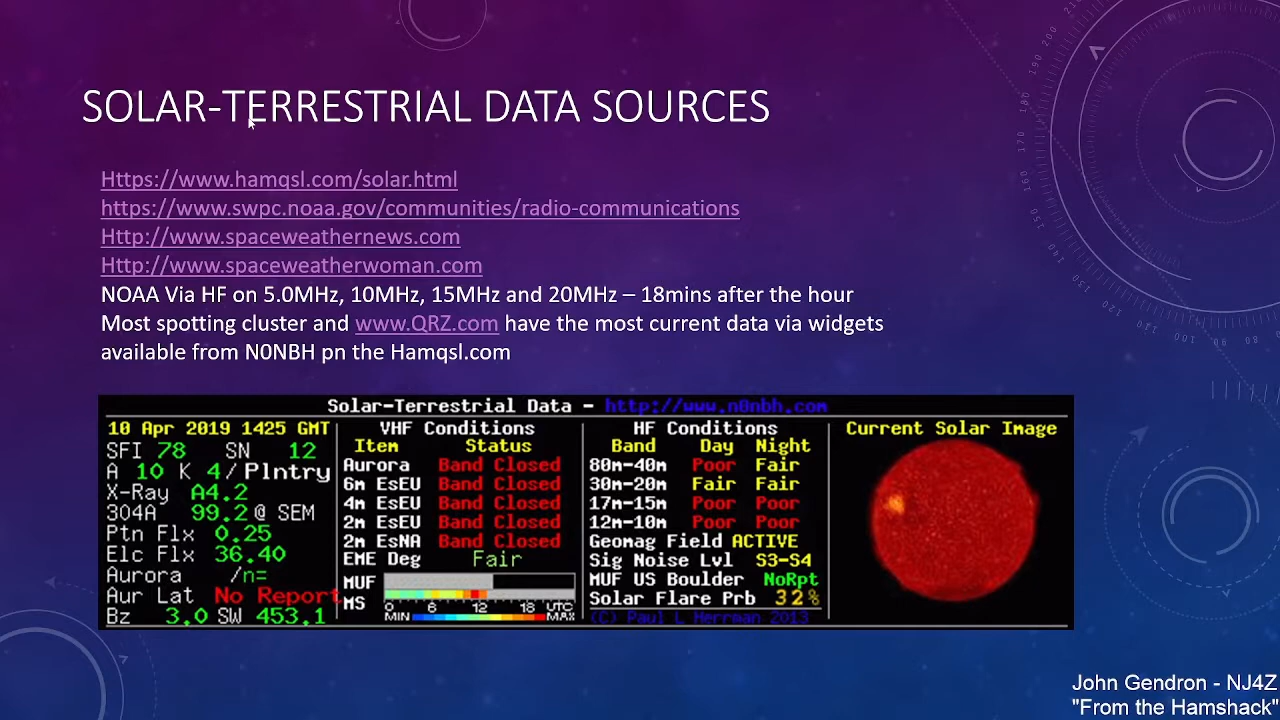 SOLAR-TERRESTRIAL DATA SOURCES
Https://www.hamqsl.com/solar.html
https://www.swpc.noaa.gov/communities/radio-communications
Http://www.spaceweathernews.com
Http://www.spaceweatherwoman.com
NOAA Via HF on 5.0MHz, 10MHz, 15MHz and 20MHz – 18mins after the hour
Most spotting cluster and www.QRZ.com have the most current data via widgets
available from N0NBH pn the Hamqsl.com
Solar-Terrestrial Data - http://www.n0nbh.com
10 Apr 2019 1425 GMT
SFI 78 SN 12
A 10 K 4/Plntry
X-Ray A4.2
304A 99.2@ SEM
Ptn Flx 0.25
Elc Flx 36.40
Aurora /n=
Aur Lat No Report
Bz 3.0 SW 453.1
VHF Conditions
Item Status
Aurora Band Closed
6m EsEU Band Closed
4m EsEU Band Closed
2m EsEU Band Closed
2m EsNA Band Closed
EME Deg Fair
MUF
MS
0 6 12 18 UTC
MIN MAX
HF Conditions
Band Day Night
80m-40m Poor Fair
30m-20m Fair Fair
17m-15m Poor Poor
12m-10m Poor Poor
Geomag Field ACTIVE
Sig Noise Lvl S3-S4
MUF US Boulder NoRpt
Solar Flare Prb 32%
(C) Paul L Herrman 2013
Current Solar Image
John Gendron - NJ4Z
"From the Hamshack"